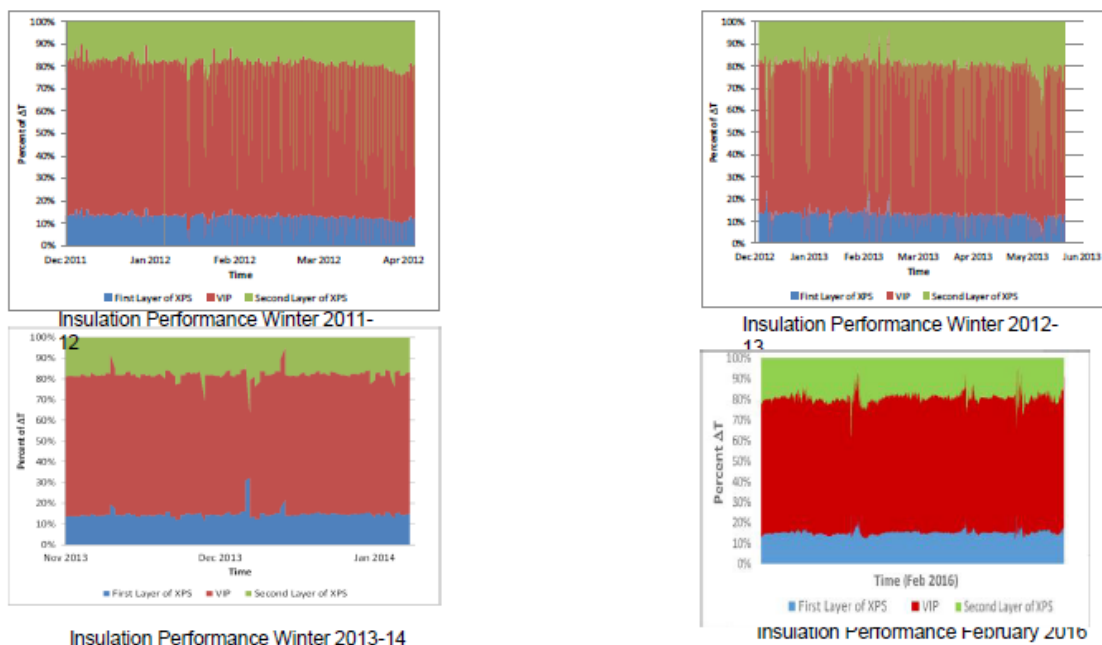 100%
90%
80%
70%
60%
50%
40%
30%
20%
10%
0%
Percent of ΔT
Dec 2011 Jan 2012 Feb 2012 Mar 2012 Apr 2012
Time
First Layer of XPS VIP Second Layer of XPS
Insulation Performance Winter 2011-
12
100%
90%
80%
70%
60%
50%
40%
30%
20%
10%
0%
Percent of ΔT
Dec 2012 Jan 2013 Feb 2013 Mar 2013 Apr 2013 May 2013 Jun 2013
Time
First Layer of XPS VIP Second Layer of XPS
Insulation Performance Winter 2012-
13
100%
90%
80%
70%
60%
50%
40%
30%
20%
10%
0%
Percent of ΔT
Nov 2013 Dec 2013 Jan 2014
Time
First Layer of XPS VIP Second Layer of XPS
Insulation Performance Winter 2013-14
100%
90%
80%
70%
60%
50%
40%
30%
20%
10%
0%
Percent ΔT
Time (Feb 2016)
First Layer of XPS VIP Second Layer of XPS
Insulation Performance February 2016